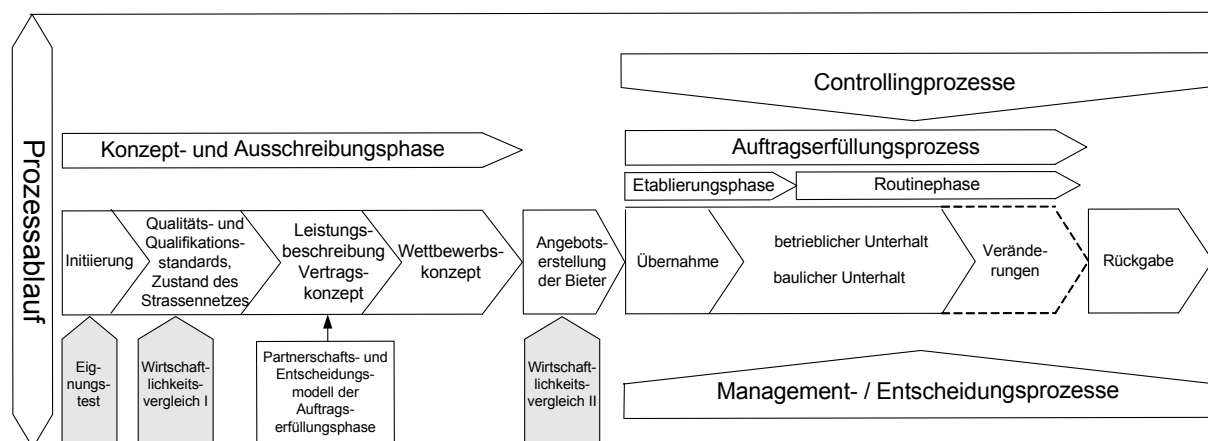 Prozessablauf
Controllingprozesse
Konzept- und Ausschreibungsphase
Auftragserfüllungsprozess
Etablierungsphase
Routinephase
Initiierung
Qualitäts- und
Qualifikations-
standards,
Zustand des
Strassennetzes
Leistungs-
beschreibung
Vertrags-
konzept
Wettbewerbs-
konzept
Angebots-
erstellung
der Bieter
Übernahme
betrieblicher Unterhalt
baulicher Unterhalt
Verände-
rungen
Rückgabe
Eig-
nungs-
test
Wirtschaft-
lichkeits-
vergleich I
Partnerschafts- und
Entscheidungs-
modell der
Auftrags-
erfüllungsphase
Wirtschaft-
lichkeits-
vergleich II
Management- / Entscheidungsprozesse